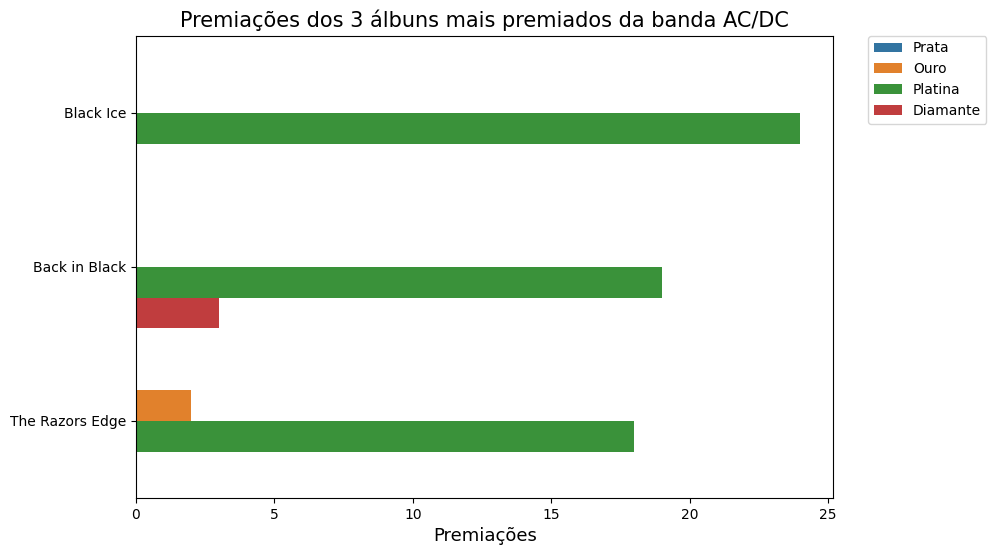 Premiações dos 3 álbuns mais premiados da banda AC/DC
Prata
Ouro
Platina
Diamante
Black Ice
Back in Black
The Razors Edge
0 5 10 15 20 25
Premiações